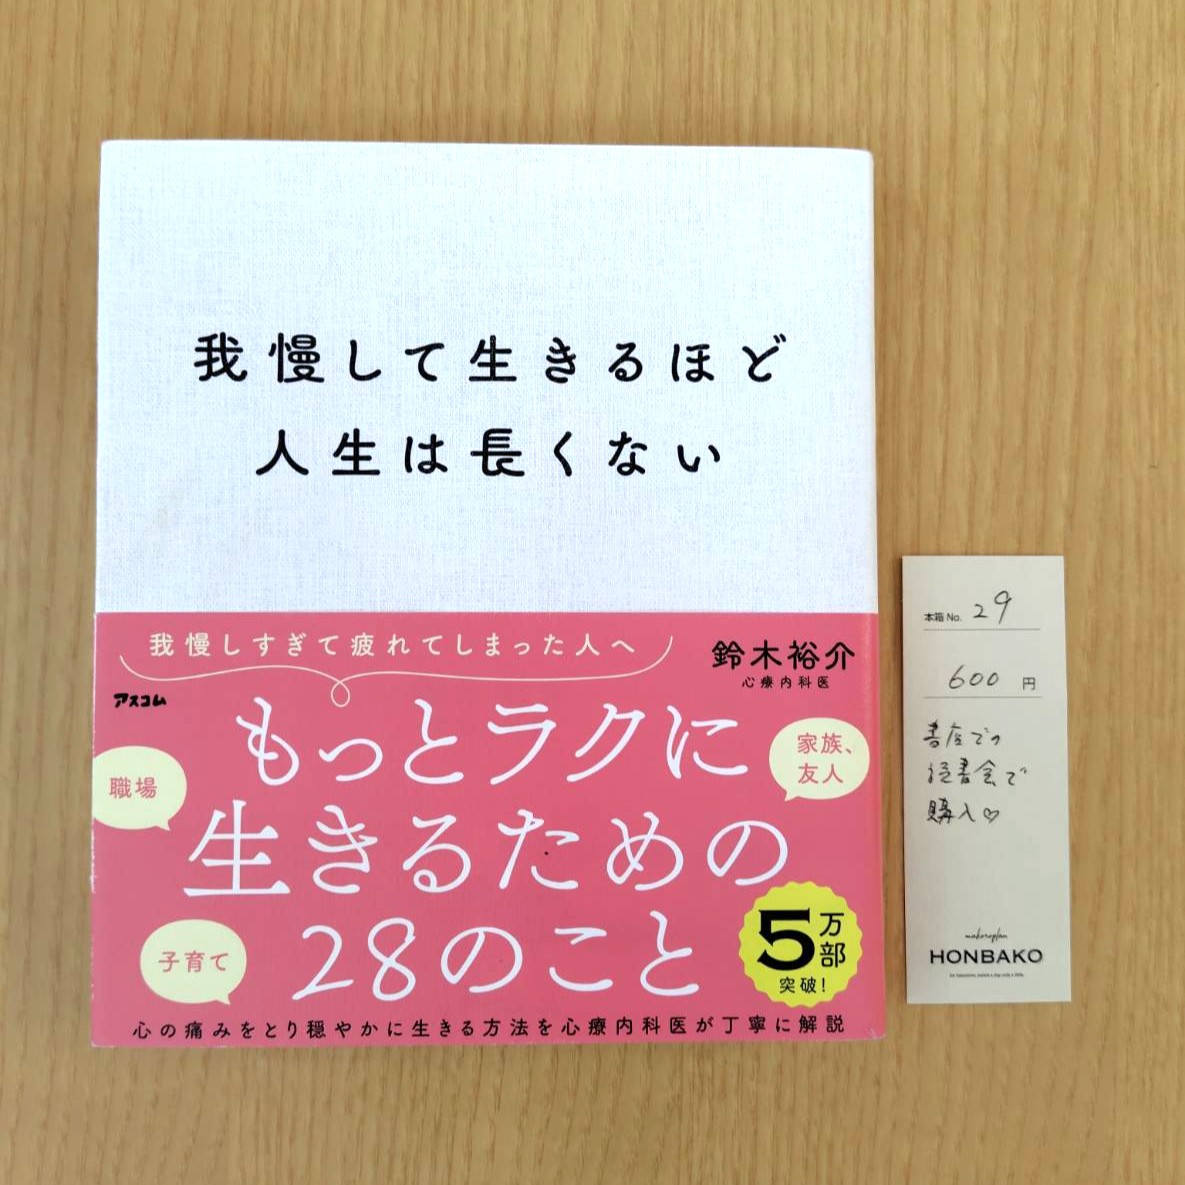 我慢して生きるほど
人生は長くない
我慢しすぎて疲れてしまった人へ
鈴木裕介
心療内科医
アスコム
もっとラクに
生きるための
28のこと
職場
家族、
友人
子育て
5万部
突破!
心の痛みをとり穏やかに生きる方法を心療内科医が丁寧に解説
本箱 No. 29
600 円
書店での
読書会で
購入♡
HONBAKO